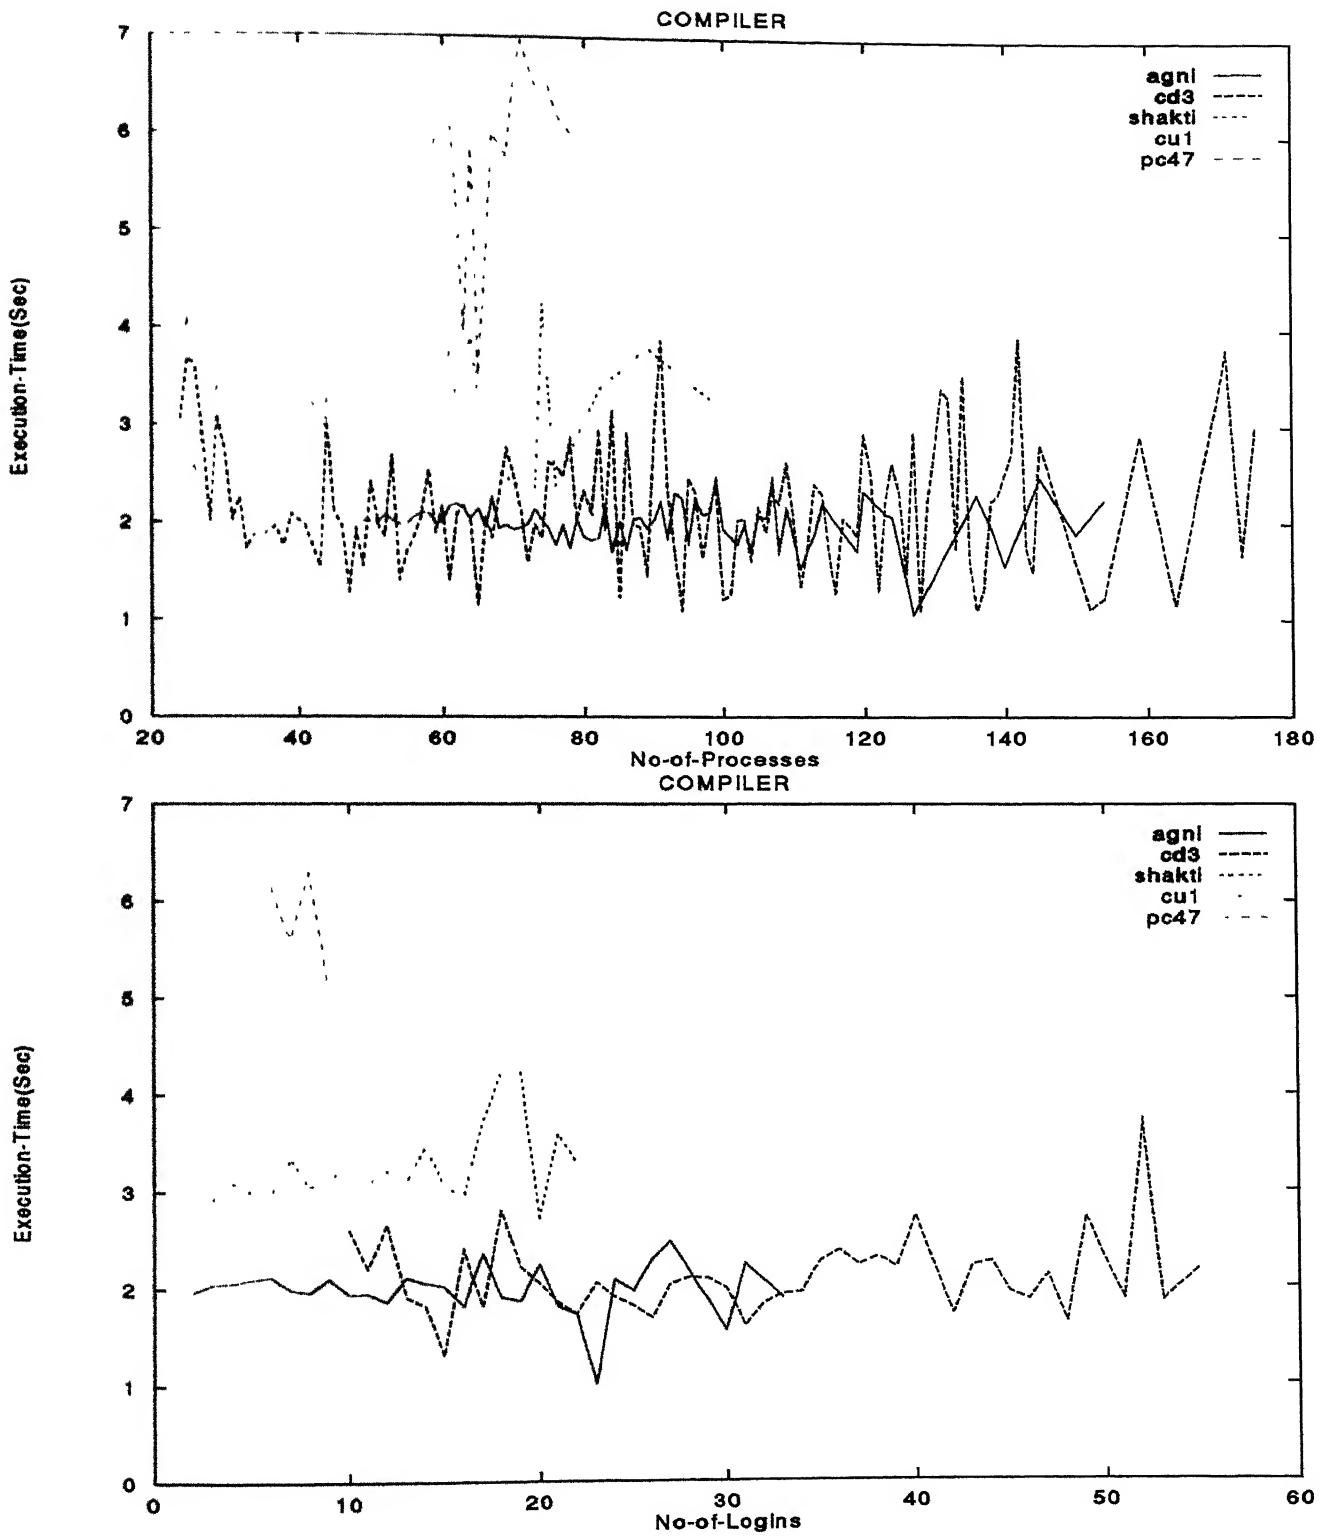 COMPILER
7
6
5
4
3
2
1
0
Execution-Time(Sec)
agni
cd3
shakti
cu1
pc47
20 40 60 80 100 120 140 160 180
No-of-Processes
COMPILER
7
6
5
4
3
2
1
0
Execution-Time(Sec)
agni
cd3
shakti
cu1
pc47
0 10 20 30 40 50 60
No-of-Logins